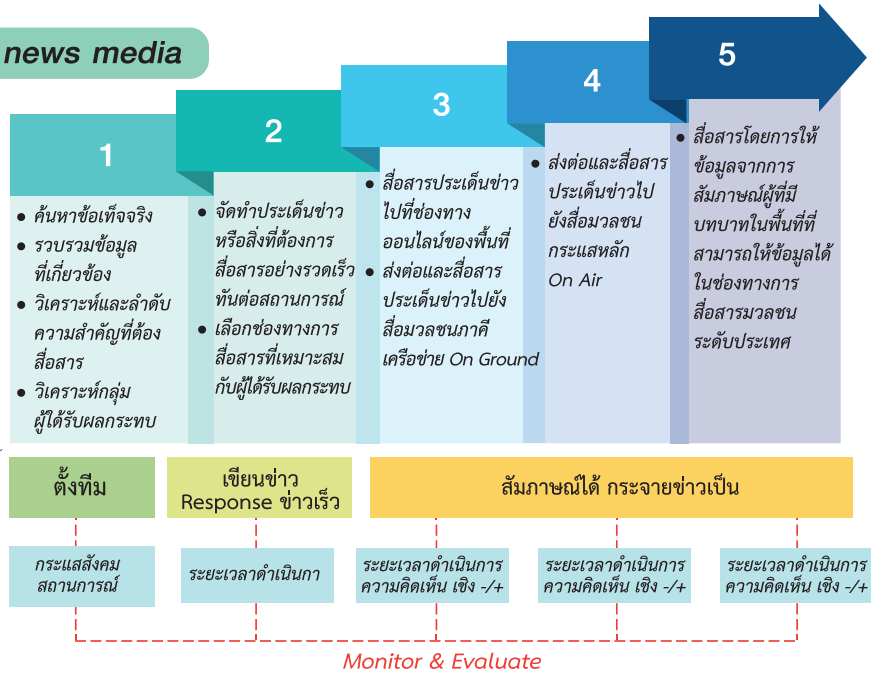 news media
1
• ค้นหาข้อเท็จจริง
• รวบรวมข้อมูล
ที่เกี่ยวข้อง
• วิเคราะห์และลำดับ
ความสำคัญที่ต้อง
สื่อสาร
• วิเคราะห์กลุ่ม
ผู้ได้รับผลกระทบ
2
• จัดทำประเด็นข่าว
หรือสิ่งที่ต้องการ
สื่อสารอย่างรวดเร็ว
ทันต่อสถานการณ์
• เลือกช่องทางการ
สื่อสารที่เหมาะสม
กับผู้ได้รับผลกระทบ
3
• สื่อสารประเด็นข่าว
ไปที่ช่องทาง
ออนไลน์ของพื้นที่
• ส่งต่อและสื่อสาร
ประเด็นข่าวไปยัง
สื่อมวลชนภาคี
เครือข่าย On Ground
4
• ส่งต่อและสื่อสาร
ประเด็นข่าวไป
ยังสื่อมวลชน
กระแสหลัก
On Air
5
• สื่อสารโดยการให้
ข้อมูลจากการ
สัมภาษณ์ผู้ที่มี
บทบาทในพื้นที่ที่
สามารถให้ข้อมูลได้
ในช่องทางการ
สื่อสารมวลชน
ระดับประเทศ
ตั้งทีม
เขียนข่าว
Response ข่าวเร็ว
สัมภาษณ์ได้ กระจายข่าวเป็น
กระแสสังคม
สถานการณ์
ระยะเวลาดำเนินกา
ระยะเวลาดำเนินการ
ความคิดเห็น เชิง -/+
ระยะเวลาดำเนินการ
ความคิดเห็น เชิง -/+
ระยะเวลาดำเนินการ
ความคิดเห็น เชิง -/+
Monitor & Evaluate